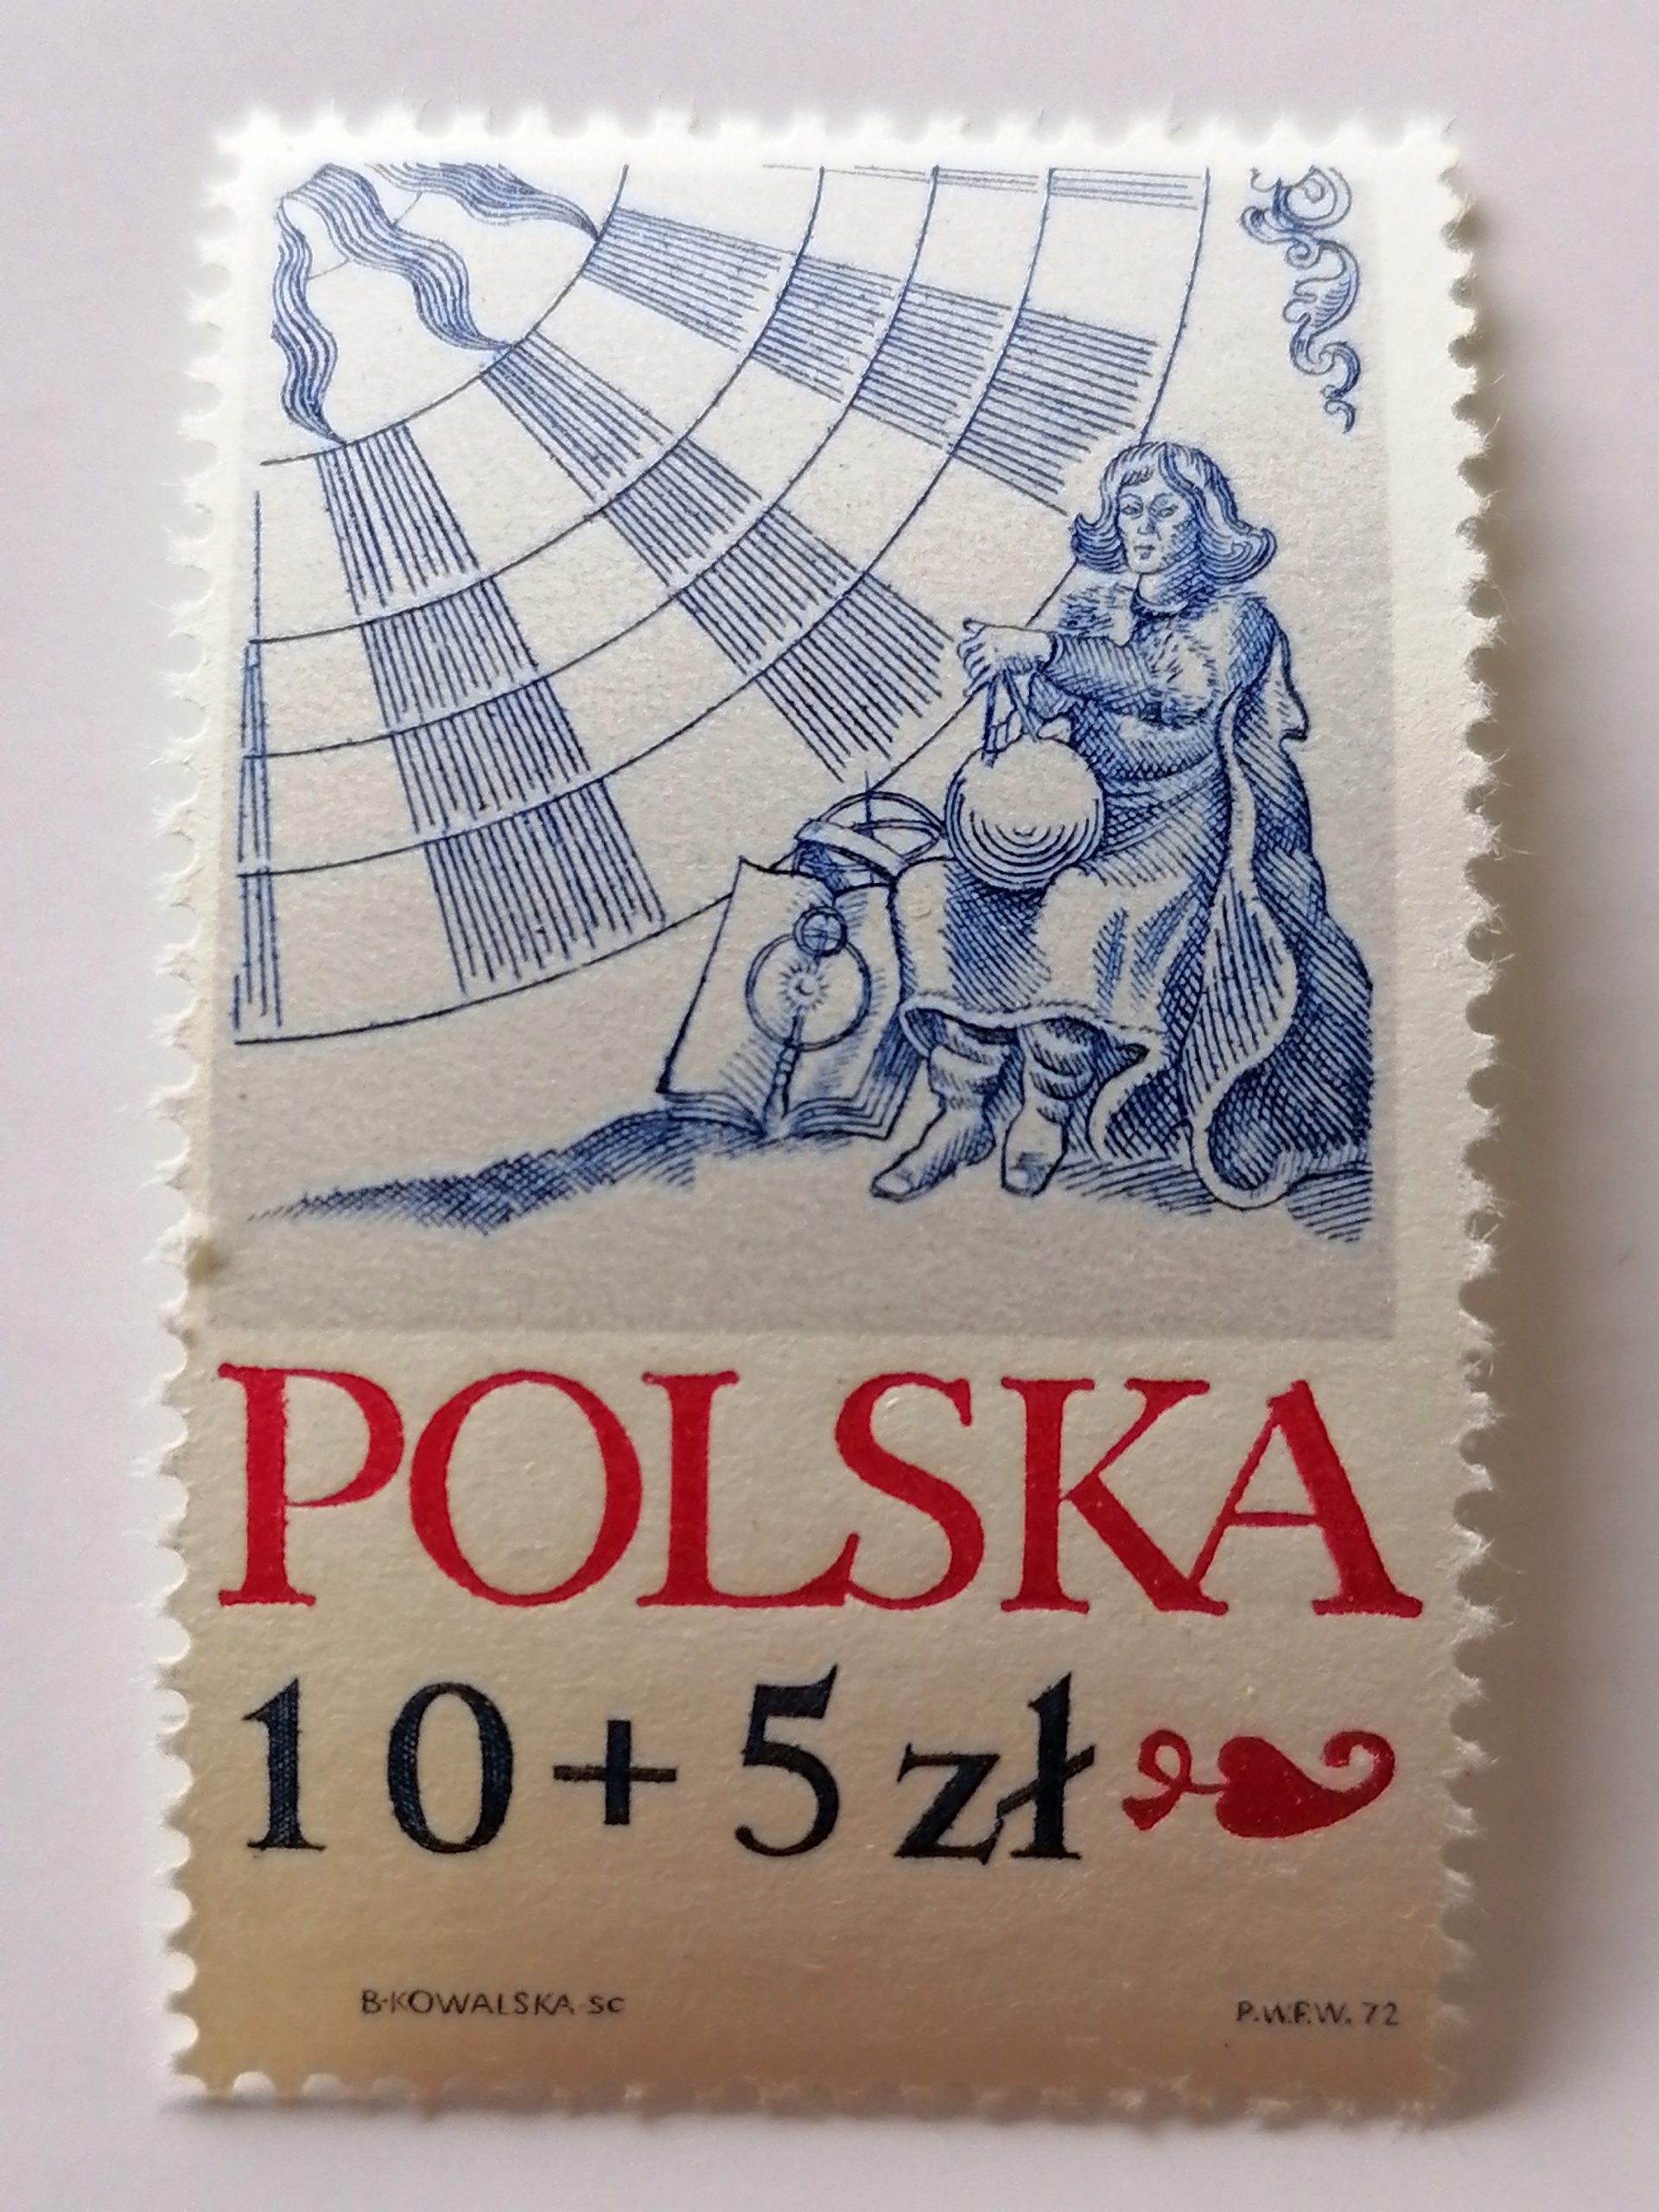 POLSKA
10+5 zł
B·KOWALSKA·SC
P.W.P.W. 72